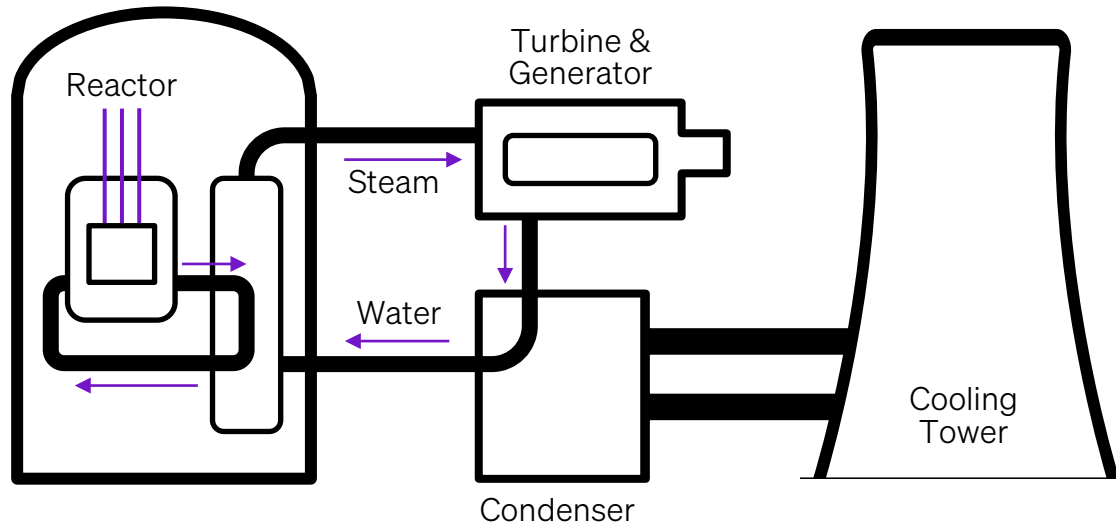 Reactor
Turbine &
Generator
Steam
Water
Condenser
Cooling
Tower